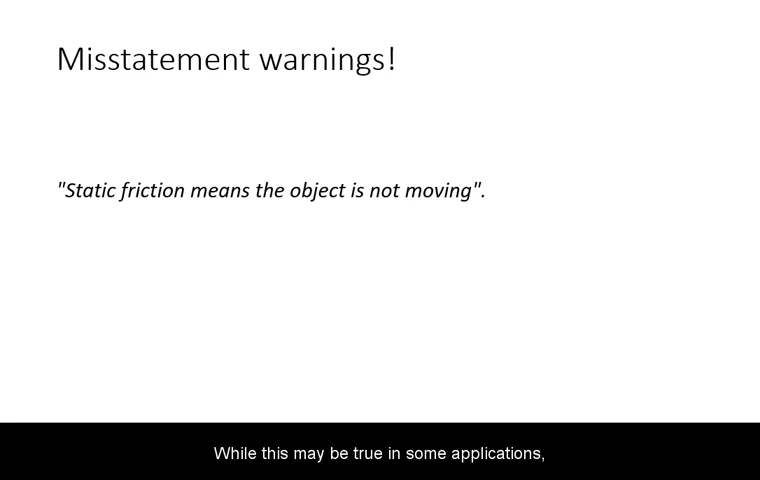 Misstatement warnings!
"Static friction means the object is not moving".
While this may be true in some applications,